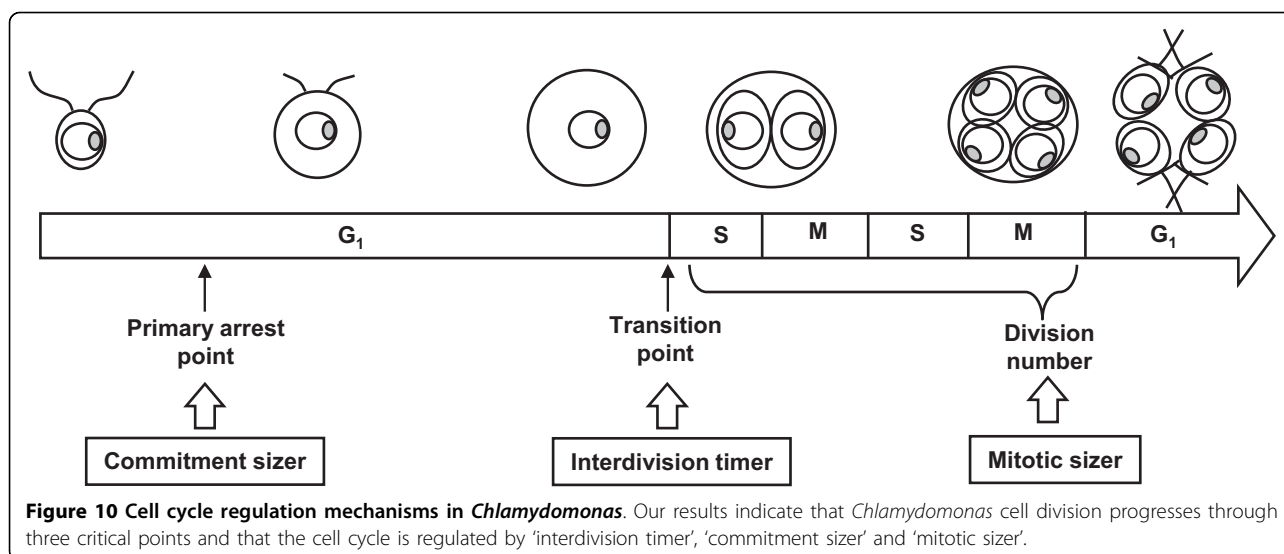 G₁ S M S M G₁
Primary arrest
point
Transition
point
Division
number
Commitment sizer
Interdivision timer
Mitotic sizer
Figure 10 Cell cycle regulation mechanisms in Chlamydomonas. Our results indicate that Chlamydomonas cell division progresses through
three critical points and that the cell cycle is regulated by ‘interdivision timer’, ‘commitment sizer’ and ‘mitotic sizer’.